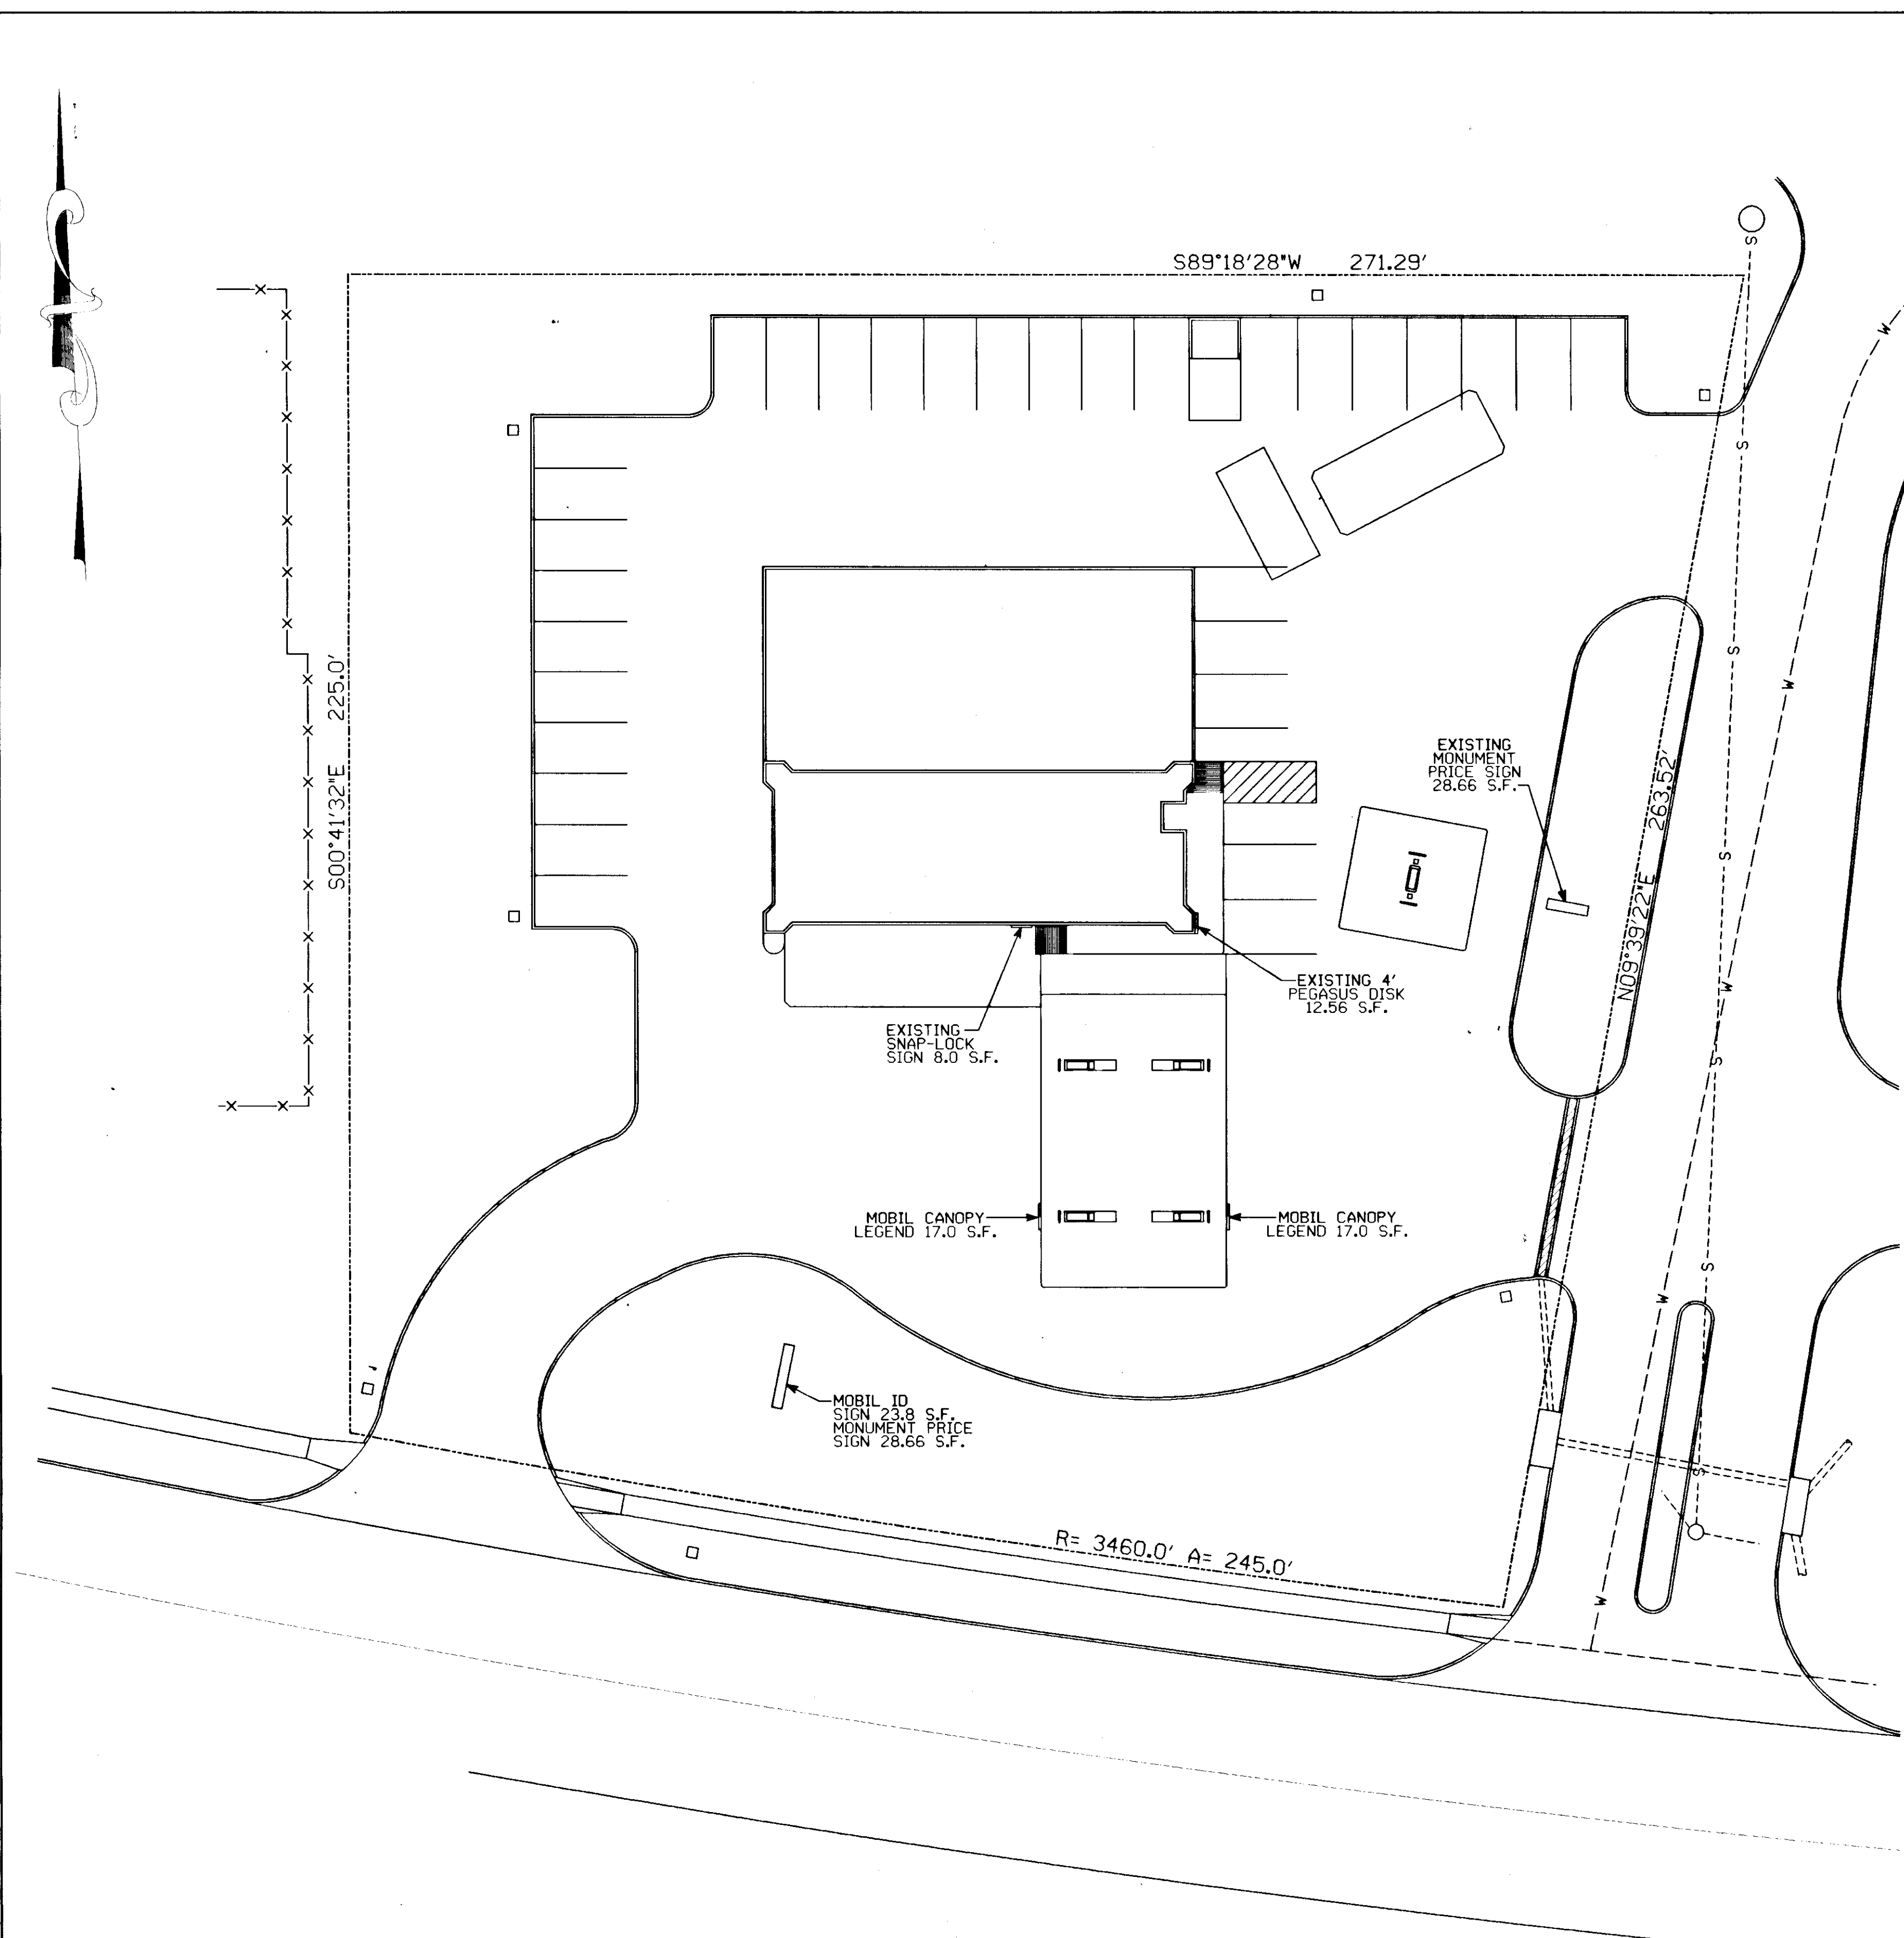 S89°18'28"W 271.29'
S00°41'32"E 225.0'
EXISTING
MONUMENT
PRICE SIGN
28.66 S.F.
N09°39'22"E 263.52'
EXISTING 4'
PEGASUS DISK
12.56 S.F.
EXISTING
SNAP-LOCK
SIGN 8.0 S.F.
MOBIL CANOPY
LEGEND 17.0 S.F.
MOBIL CANOPY
LEGEND 17.0 S.F.
MOBIL ID
SIGN 23.8 S.F.
MONUMENT PRICE
SIGN 28.66 S.F.
R= 3460.0' A= 245.0'
S
S
S
S
S
S
S
S
W
W
W
W
W